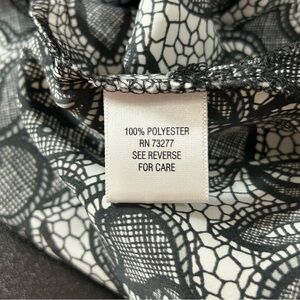 100% POLYESTER
RN 73277
SEE REVERSE
FOR CARE